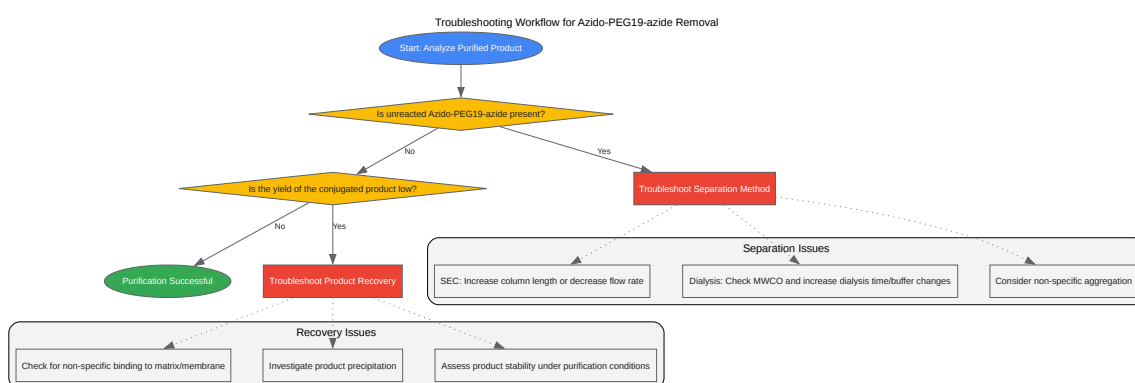 Troubleshooting Workflow for Azido-PEG19-azide Removal
Start: Analyze Purified Product
Is unreacted Azido-PEG19-azide present?
No
Yes
Is the yield of the conjugated product low?
Troubleshoot Separation Method
No
Yes
Separation Issues
Purification Successful
Troubleshoot Product Recovery
SEC: Increase column length or decrease flow rate
Dialysis: Check MWCO and increase dialysis time/buffer changes
Consider non-specific aggregation
Recovery Issues
Check for non-specific binding to matrix/membrane
Investigate product precipitation
Assess product stability under purification conditions